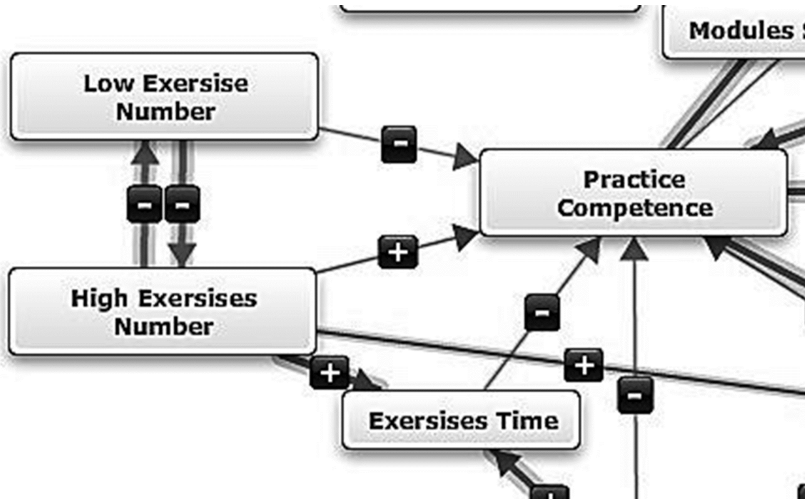 Modules
Low Exersise
Number
-
Practice
Competence
-
-
+
High Exersises
Number
-
+
+
-
Exersises Time